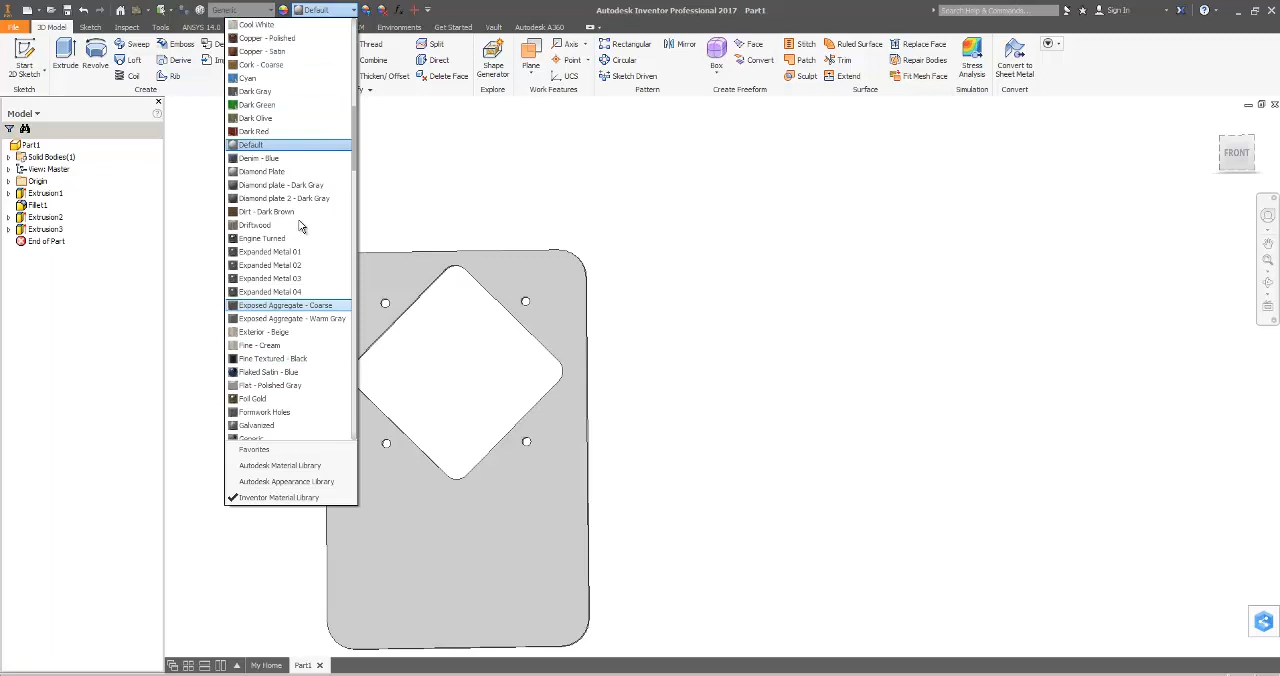 Generic
Default
Autodesk Inventor Professional 2017   Part1
Search Help & Commands...
Sign In
File
3D Model
Sketch
Inspect
Tools
ANSYS 14.0
Environments
Get Started
Vault
Autodesk A360
Start
2D Sketch
Extrude
Revolve
Sweep
Loft
Coil
Emboss
Derive
Rib
Thread
Combine
Thicken/ Offset
Split
Direct
Delete Face
Shape
Generator
Plane
Axis
Point
UCS
Rectangular
Circular
Sketch Driven
Mirror
Box
Face
Convert
Stitch
Patch
Sculpt
Ruled Surface
Trim
Extend
Replace Face
Repair Bodies
Fit Mesh Face
Stress
Analysis
Convert to
Sheet Metal
Sketch
Create
Explore
Work Features
Pattern
Create Freeform
Surface
Simulation
Convert
Model
Part1
Solid Bodies(1)
View: Master
Origin
Extrusion1
Fillet1
Extrusion2
Extrusion3
End of Part
Cool White
Copper - Polished
Copper - Satin
Cork - Coarse
Cyan
Dark Gray
Dark Green
Dark Olive
Dark Red
Default
Denim - Blue
Diamond Plate
Diamond plate - Dark Gray
Diamond plate 2 - Dark Gray
Dirt - Dark Brown
Driftwood
Engine Turned
Expanded Metal 01
Expanded Metal 02
Expanded Metal 03
Expanded Metal 04
Exposed Aggregate - Coarse
Exposed Aggregate - Warm Gray
Exterior - Beige
Fine - Cream
Fine Textured - Black
Flaked Satin - Blue
Flat - Polished Gray
Foil Gold
Formwork Holes
Galvanized
Generic
Favorites
Autodesk Material Library
Autodesk Appearance Library
Inventor Material Library
FRONT
My Home
Part1